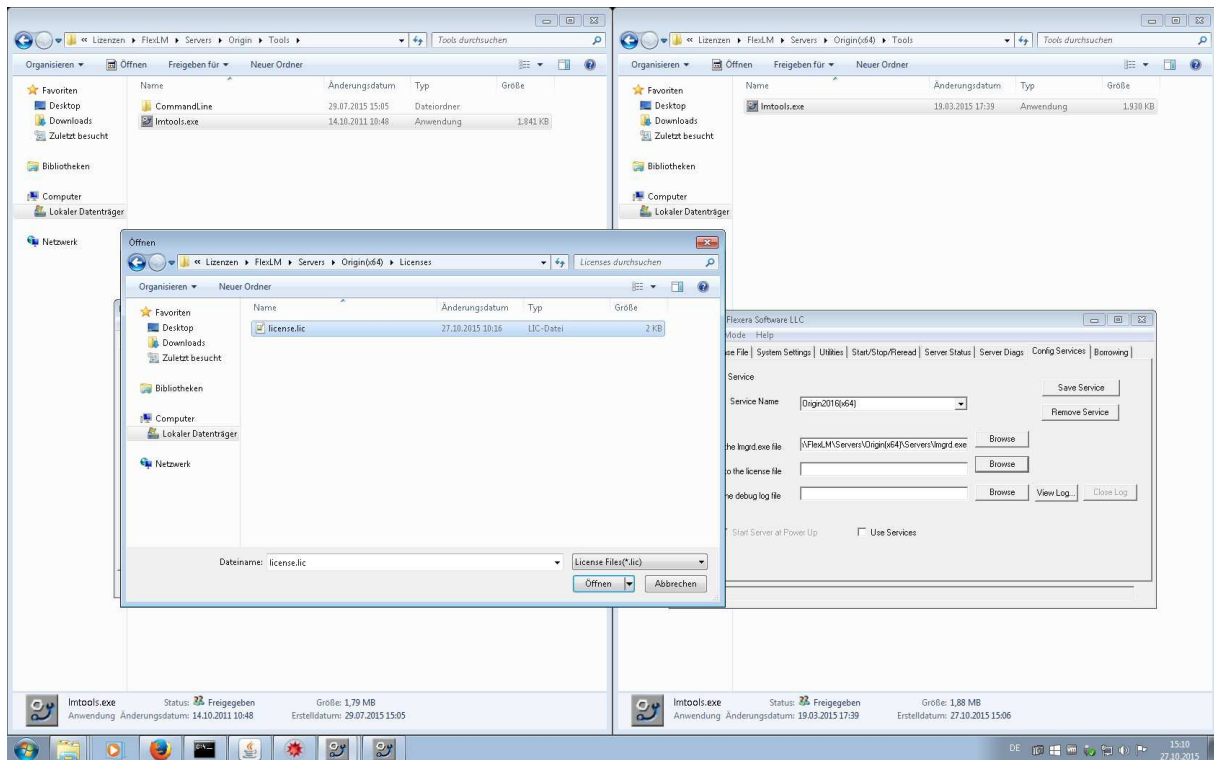 « Lizenzen ▸ FlexLM ▸ Servers ▸ Origin ▸ Tools ▸
Tools durchsuchen
Organisieren ▾ Öffnen Freigeben für ▾ Neuer Ordner
Name Änderungsdatum Typ Größe
Favoriten
Desktop
Downloads
Zuletzt besucht
Bibliotheken
Computer
Lokaler Datenträger
Netzwerk
CommandLine 29.07.2015 15:05 Dateiordner
lmtools.exe 14.10.2011 10:48 Anwendung 1.841 KB
« Lizenzen ▸ FlexLM ▸ Servers ▸ Origin(x64) ▸ Tools
Tools durchsuchen
Organisieren ▾ Öffnen Freigeben für ▾ Neuer Ordner
Name Änderungsdatum Typ Größe
Favoriten
Desktop
Downloads
Zuletzt besucht
Bibliotheken
Computer
Lokaler Datenträger
Netzwerk
lmtools.exe 19.03.2015 17:39 Anwendung 1.930 KB
Öffnen
« Lizenzen ▸ FlexLM ▸ Servers ▸ Origin(x64) ▸ Licenses
Licenses durchsuchen
Organisieren ▾ Neuer Ordner
Name Änderungsdatum Typ Größe
Favoriten
Desktop
Downloads
Zuletzt besucht
Bibliotheken
Computer
Lokaler Datenträger
Netzwerk
license.lic 27.10.2015 10:16 LIC-Datei 2 KB
Dateiname: license.lic
License Files(*.lic)
Öffnen Abbrechen
Flexera Software LLC
Mode Help
se File System Settings Utilities Start/Stop/Reread Server Status Server Diags Config Services Borrowing
Service
Save Service
Service Name Origin2016(x64)
Remove Service
the lmgrd.exe file \FlexLM\Servers\Origin(x64)\Servers\lmgrd.exe Browse
to the license file Browse
he debug log file Browse View Log... Close Log
Start Server at Power Up Use Services
lmtools.exe Status: Freigegeben Größe: 1,79 MB
Anwendung Änderungsdatum: 14.10.2011 10:48 Erstelldatum: 29.07.2015 15:05
lmtools.exe Status: Freigegeben Größe: 1,88 MB
Anwendung Änderungsdatum: 19.03.2015 17:39 Erstelldatum: 27.10.2015 15:06
DE
15:10
27.10.2015